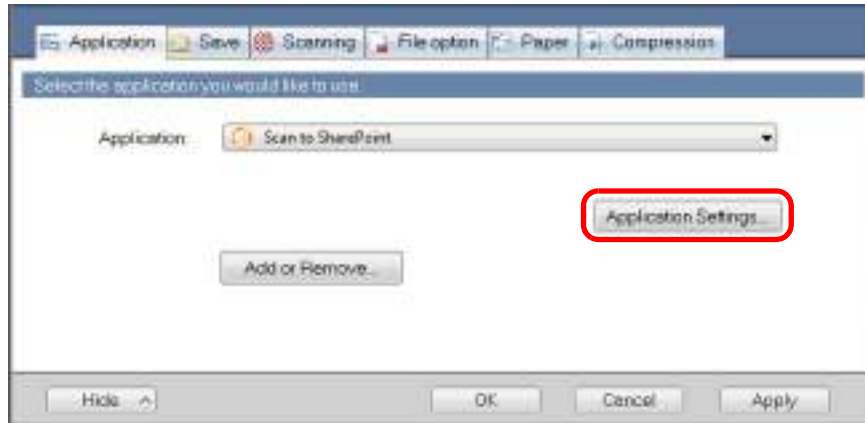 Application Save Scanning File option Paper Compression
Select the application you would like to use.
Application: Scan to SharePoint
Application Settings...
Add or Remove...
Hide OK Cancel Apply